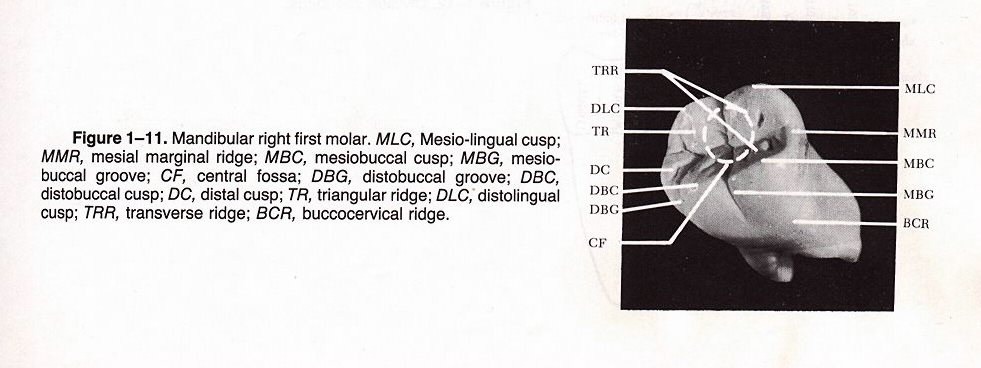 Figure 1–11. Mandibular right first molar. MLC, Mesio-lingual cusp;
MMR, mesial marginal ridge; MBC, mesiobuccal cusp; MBG, mesio-
buccal groove; CF, central fossa; DBG, distobuccal groove; DBC,
distobuccal cusp; DC, distal cusp; TR, triangular ridge; DLC, distolingual
cusp; TRR, transverse ridge; BCR, buccocervical ridge.
TRR
DLC
TR
DC
DBC
DBG
CF
MLC
MMR
MBC
MBG
BCR